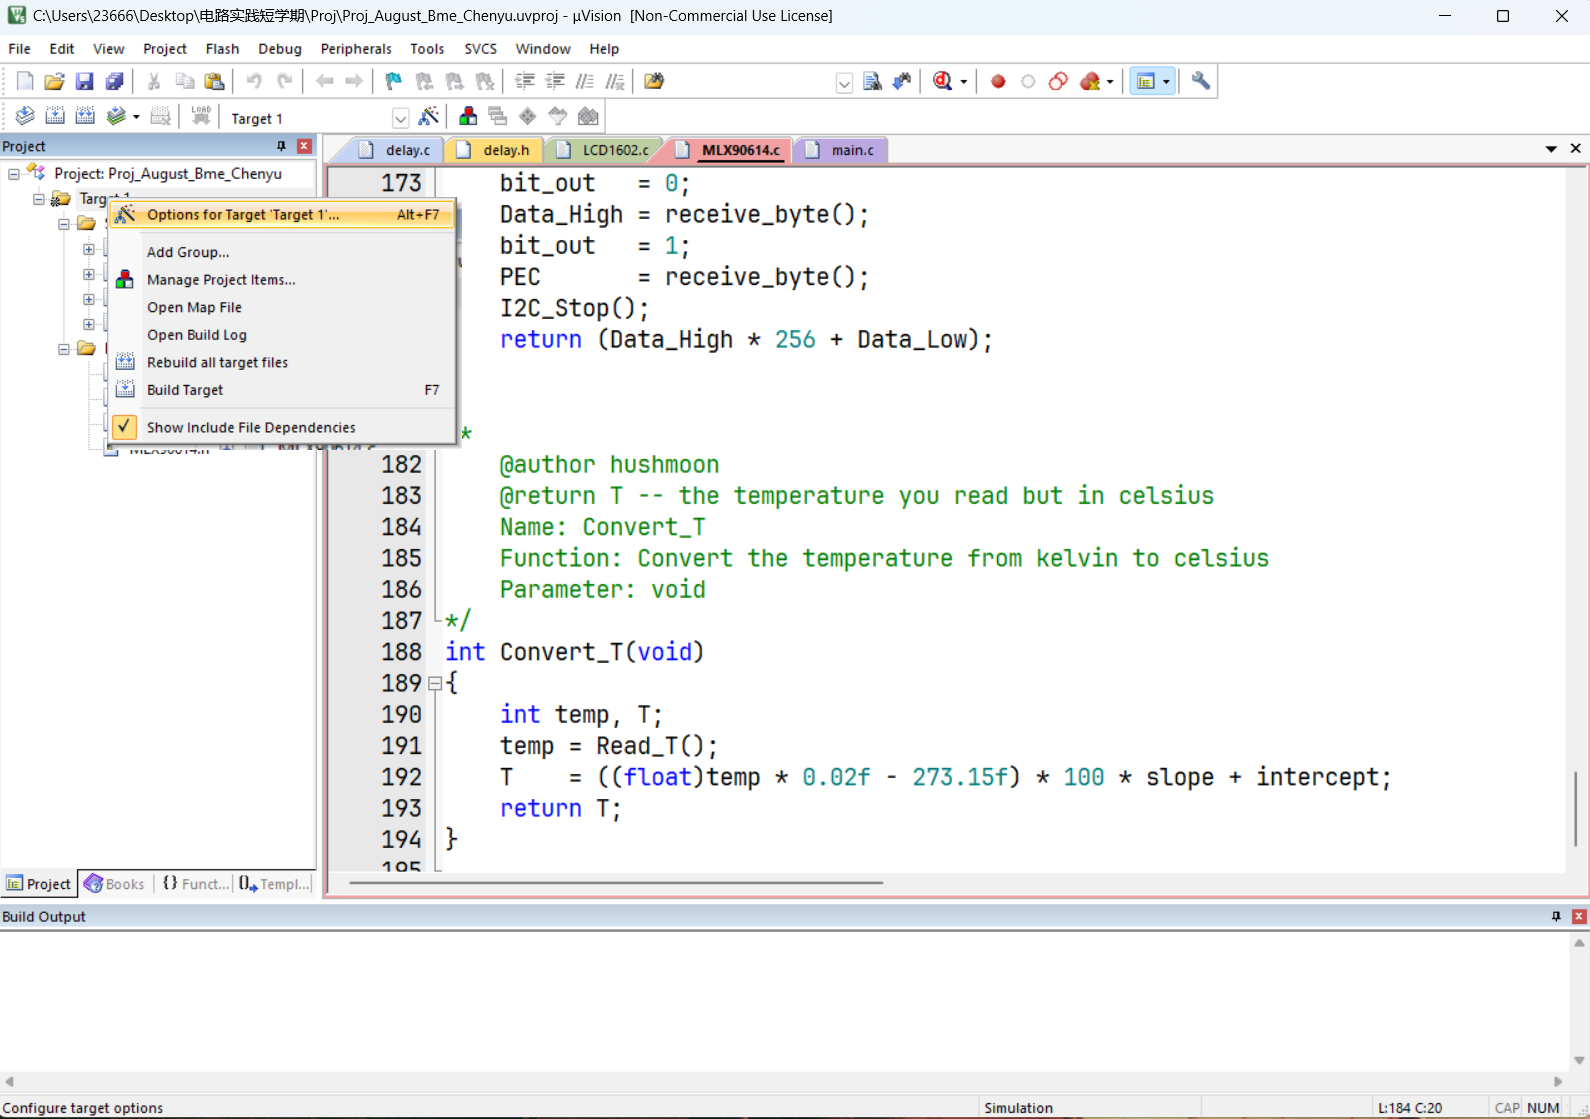 C:\Users\23666\Desktop\电路实践短学期\Proj\Proj_August_Bme_Chenyu.uvproj - µVision  [Non-Commercial Use License]
File Edit View Project Flash Debug Peripherals Tools SVCS Window Help
LOAD Target 1
Project
delay.c delay.h LCD1602.c MLX90614.c main.c
Project: Proj_August_Bme_Chenyu
Target 1
Options for Target 'Target 1'... Alt+F7
Add Group...
Manage Project Items...
Open Map File
Open Build Log
Rebuild all target files
Build Target F7
Show Include File Dependencies
MLX90614.h
173 bit_out   = 0;
Data_High = receive_byte();
bit_out   = 1;
PEC       = receive_byte();
I2C_Stop();
return (Data_High * 256 + Data_Low);
*
182 @author hushmoon
183 @return T -- the temperature you read but in celsius
184 Name: Convert_T
185 Function: Convert the temperature from kelvin to celsius
186 Parameter: void
187 */
188 int Convert_T(void)
189 {
190 int temp, T;
191 temp = Read_T();
192 T    = ((float)temp * 0.02f - 273.15f) * 100 * slope + intercept;
193 return T;
194 }
195
Project Books {} Funct... Templ...
Build Output
Configure target options Simulation L:184 C:20 CAP NUM